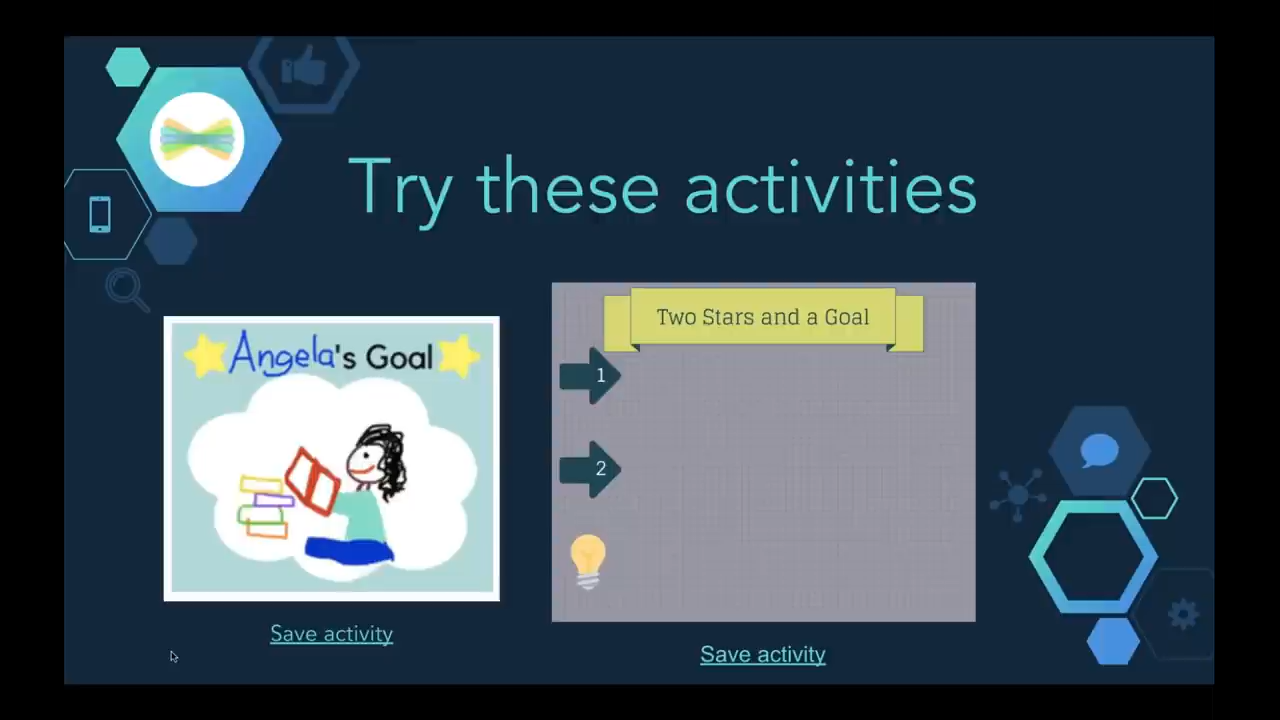 Try these activities
Angela's Goal
Save activity
Two Stars and a Goal
1
2
Save activity